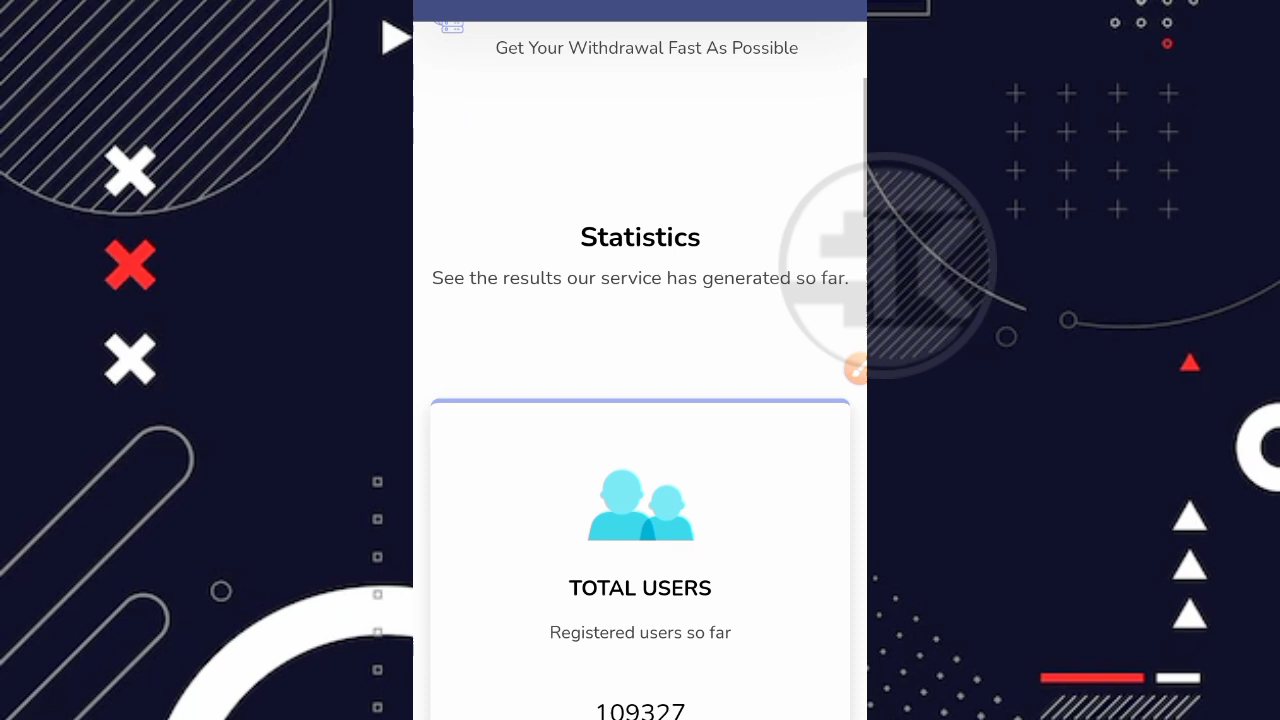 Get Your Withdrawal Fast As Possible
Statistics
See the results our service has generated so far.
TOTAL USERS
Registered users so far
109327